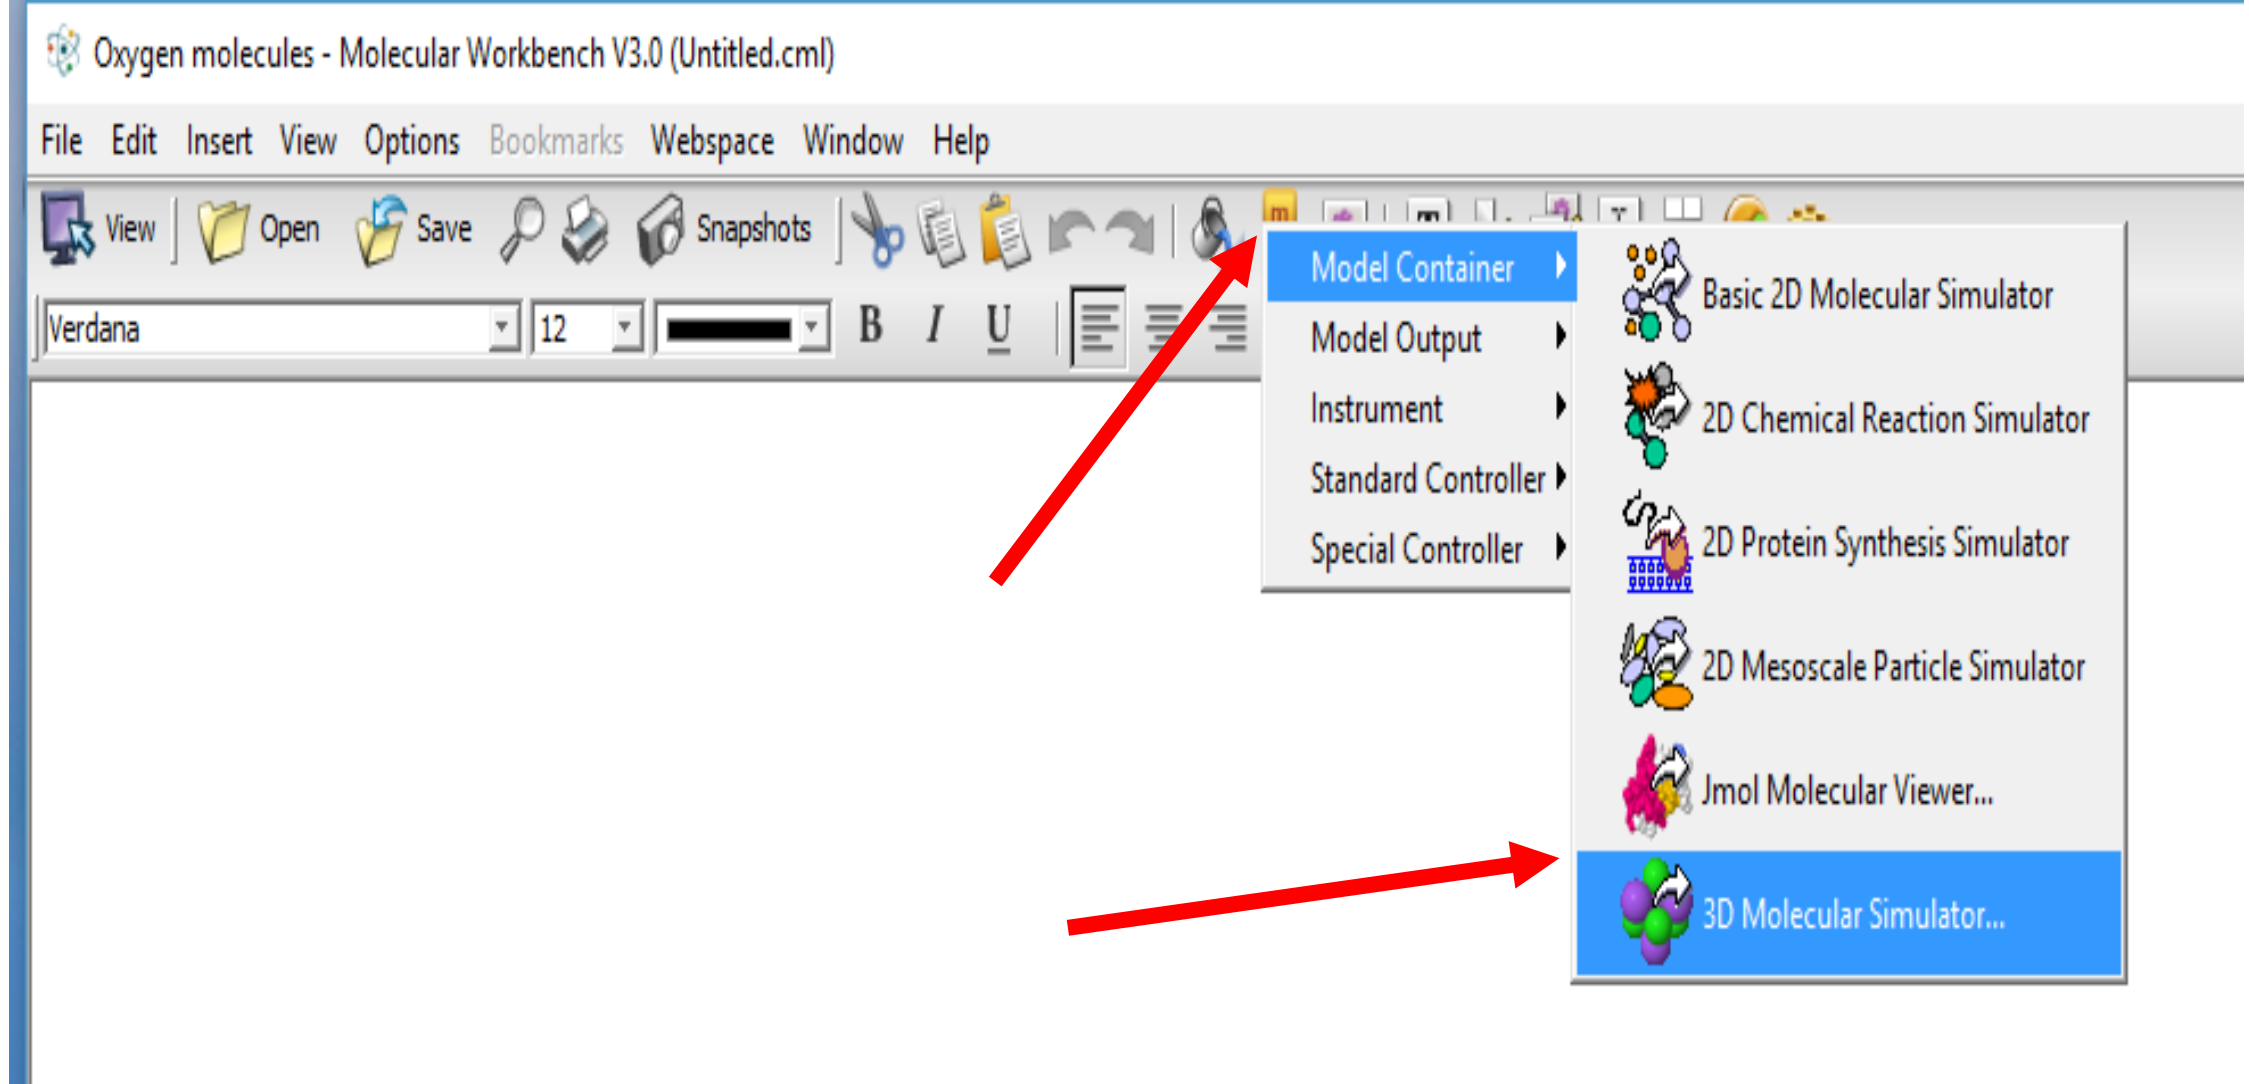 Oxygen molecules - Molecular Workbench V3.0 (Untitled.cml)
File Edit Insert View Options Bookmarks Webspace Window Help
View Open Save Snapshots
Verdana 12 B I U
Model Container
Model Output
Instrument
Standard Controller
Special Controller
Basic 2D Molecular Simulator
2D Chemical Reaction Simulator
2D Protein Synthesis Simulator
2D Mesoscale Particle Simulator
Jmol Molecular Viewer...
3D Molecular Simulator...